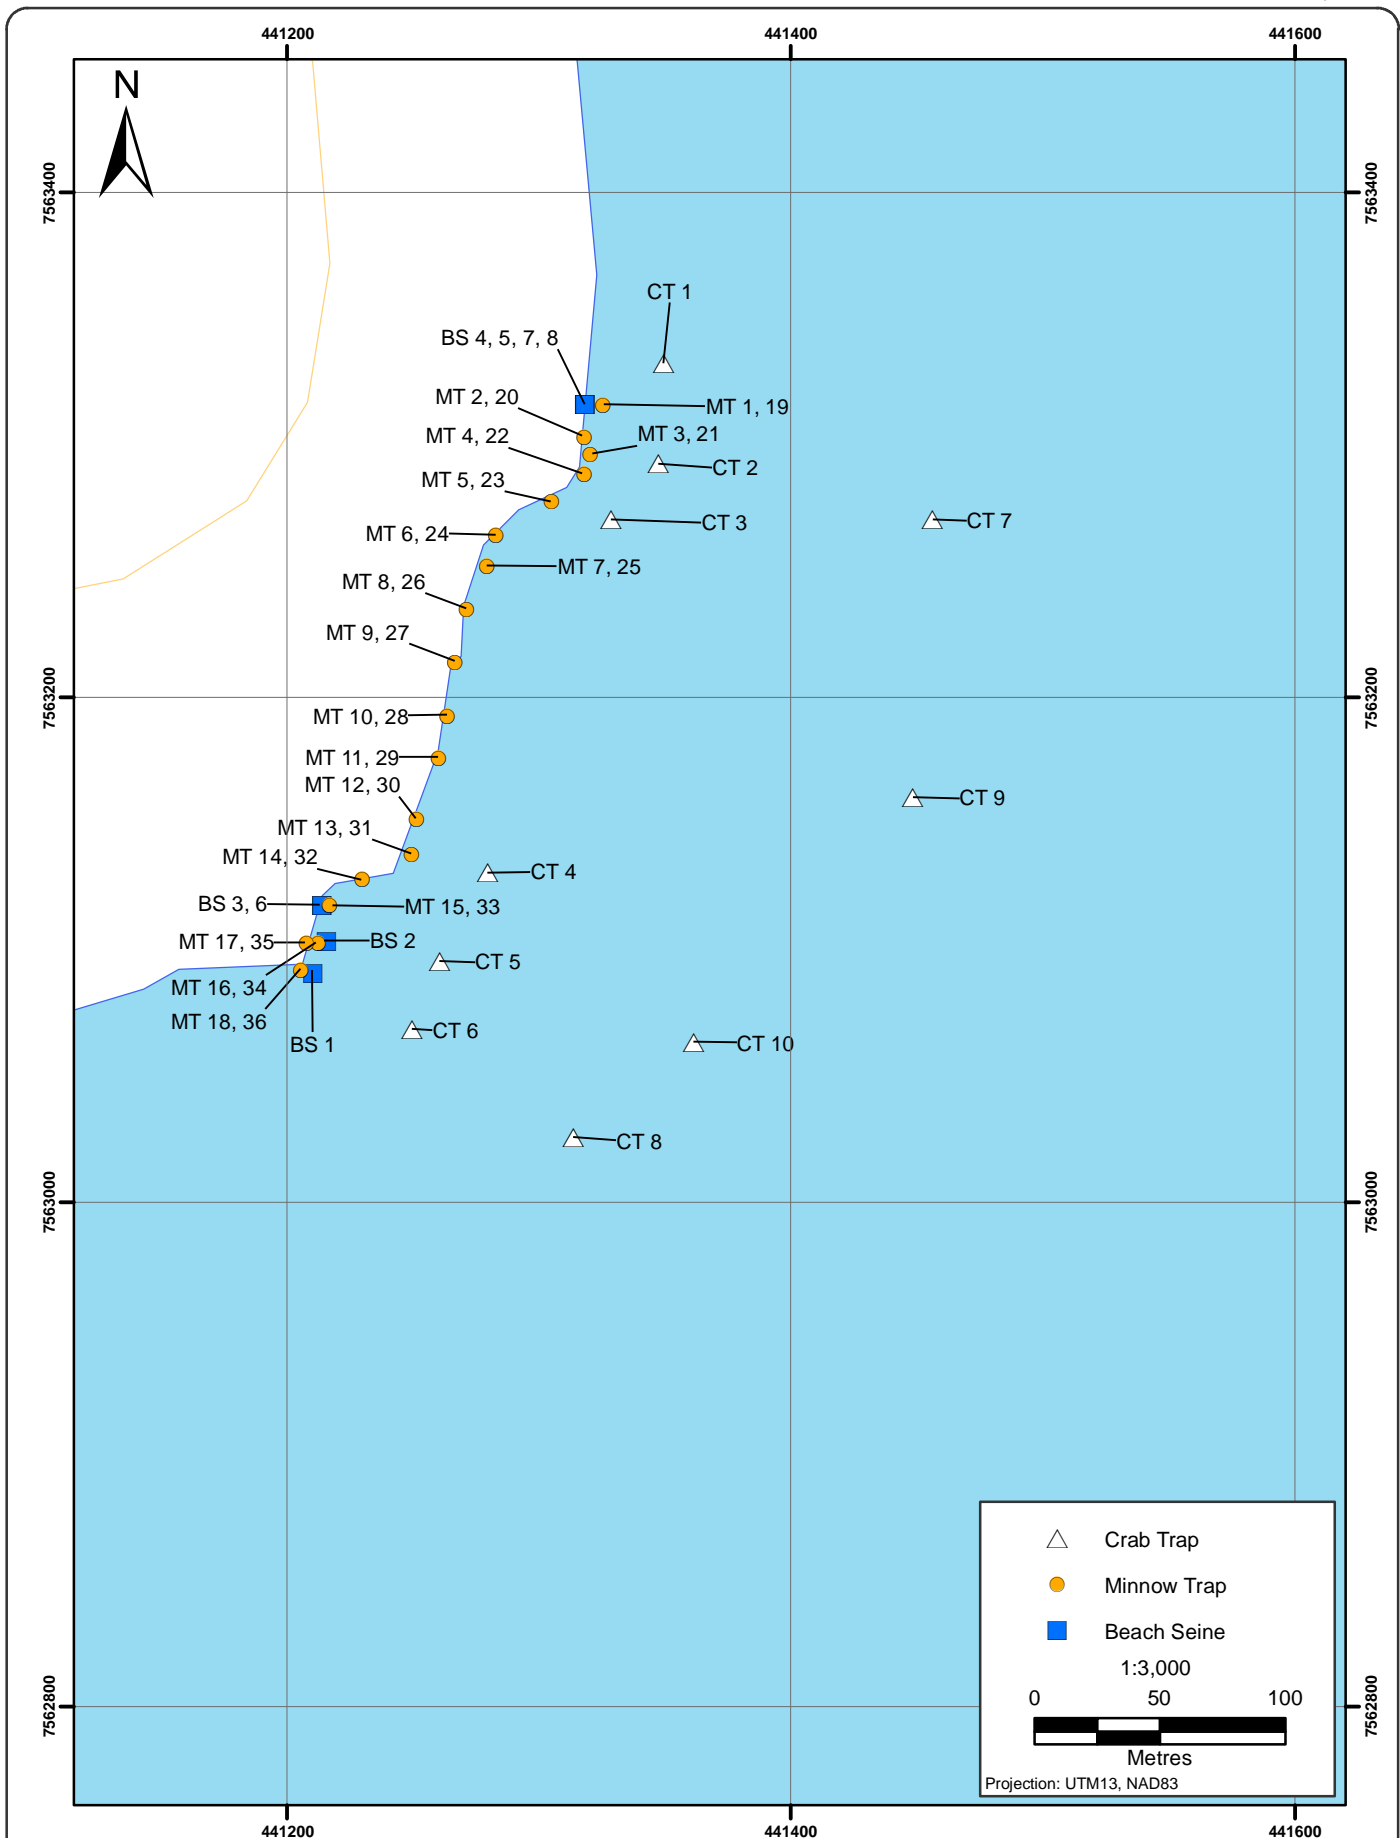 441200
441400
441600
N
7563400
7563400
CT 1
BS 4, 5, 7, 8
MT 2, 20
MT 1, 19
MT 4, 22
MT 3, 21
CT 2
MT 5, 23
CT 3
CT 7
MT 6, 24
MT 7, 25
MT 8, 26
MT 9, 27
7563200
7563200
MT 10, 28
MT 11, 29
MT 12, 30
CT 9
MT 13, 31
MT 14, 32
CT 4
BS 3, 6
MT 15, 33
MT 17, 35
BS 2
CT 5
MT 16, 34
MT 18, 36
CT 6
BS 1
CT 10
CT 8
7563000
7563000
Crab Trap
Minnow Trap
Beach Seine
1:3,000
0 50 100
Metres
Projection: UTM13, NAD83
7562800
7562800
441200
441400
441600